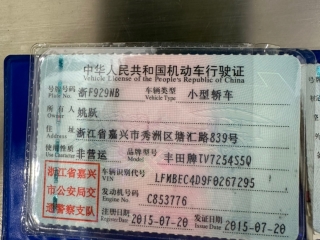 中华人民共和国机动车行驶证
Vehicle License of the People's Republic of China
号牌号码 浙F929NB 车辆类型 小型轿车
Plate No. Vehicle Type
所有人 姚跃
Owner
住址 浙江省嘉兴市秀洲区塘汇路839号
Address
使用性质 非营运 品牌型号 丰田牌TV7254S5Q
Use Character Model
浙江省嘉兴市公安局交通警察支队
车辆识别代号 LFMBEC4D9F0267295
VIN
发动机号码 C853776
Engine No.
注册日期 2015-07-20 发证日期 2015-07-20
Register Date Issue Date